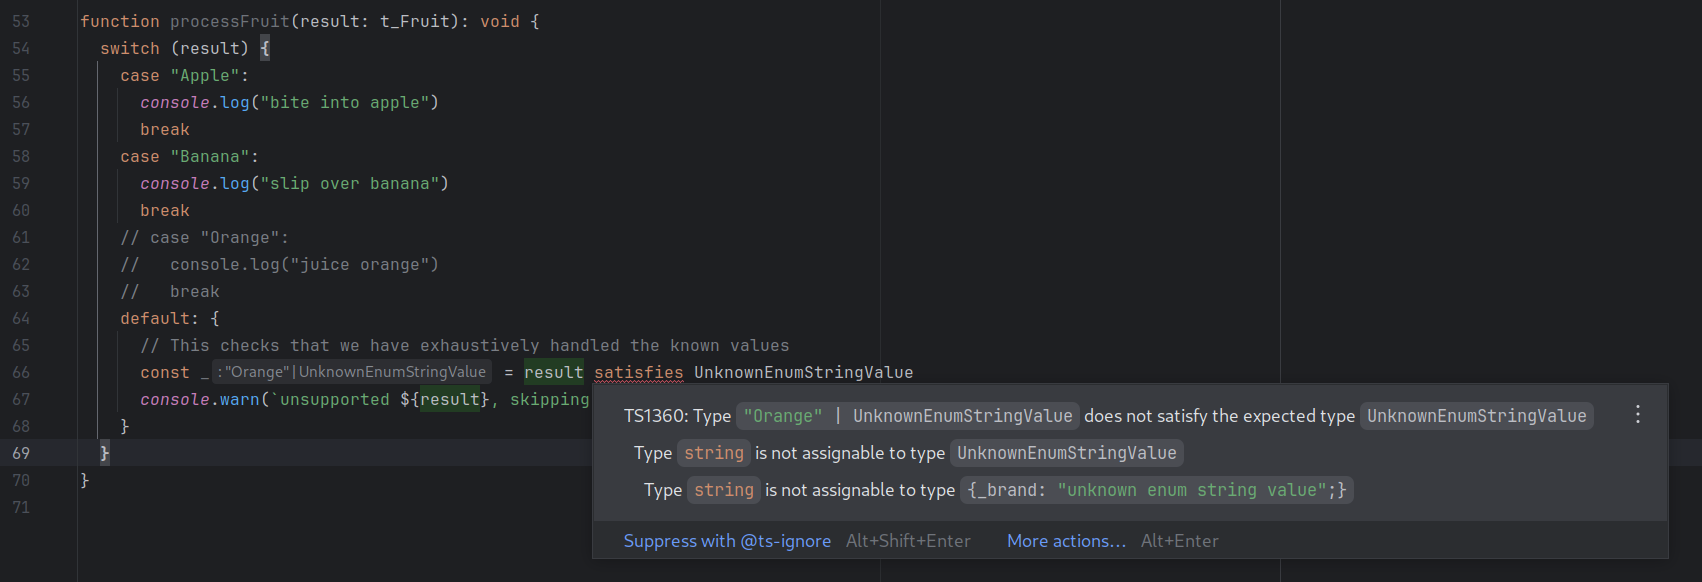 53 function processFruit(result: t_Fruit): void {
54 switch (result) {
55 case "Apple":
56 console.log("bite into apple")
57 break
58 case "Banana":
59 console.log("slip over banana")
60 break
61 // case "Orange":
62 //   console.log("juice orange")
63 //   break
64 default: {
65 // This checks that we have exhaustively handled the known values
66 const _ : "Orange"|UnknownEnumStringValue = result satisfies UnknownEnumStringValue
67 console.warn(`unsupported ${result}, skipping
68 }
69 }
70 }
71
TS1360: Type "Orange" | UnknownEnumStringValue does not satisfy the expected type UnknownEnumStringValue
Type string is not assignable to type UnknownEnumStringValue
Type string is not assignable to type {_brand: "unknown enum string value";}
Suppress with @ts-ignore Alt+Shift+Enter More actions… Alt+Enter